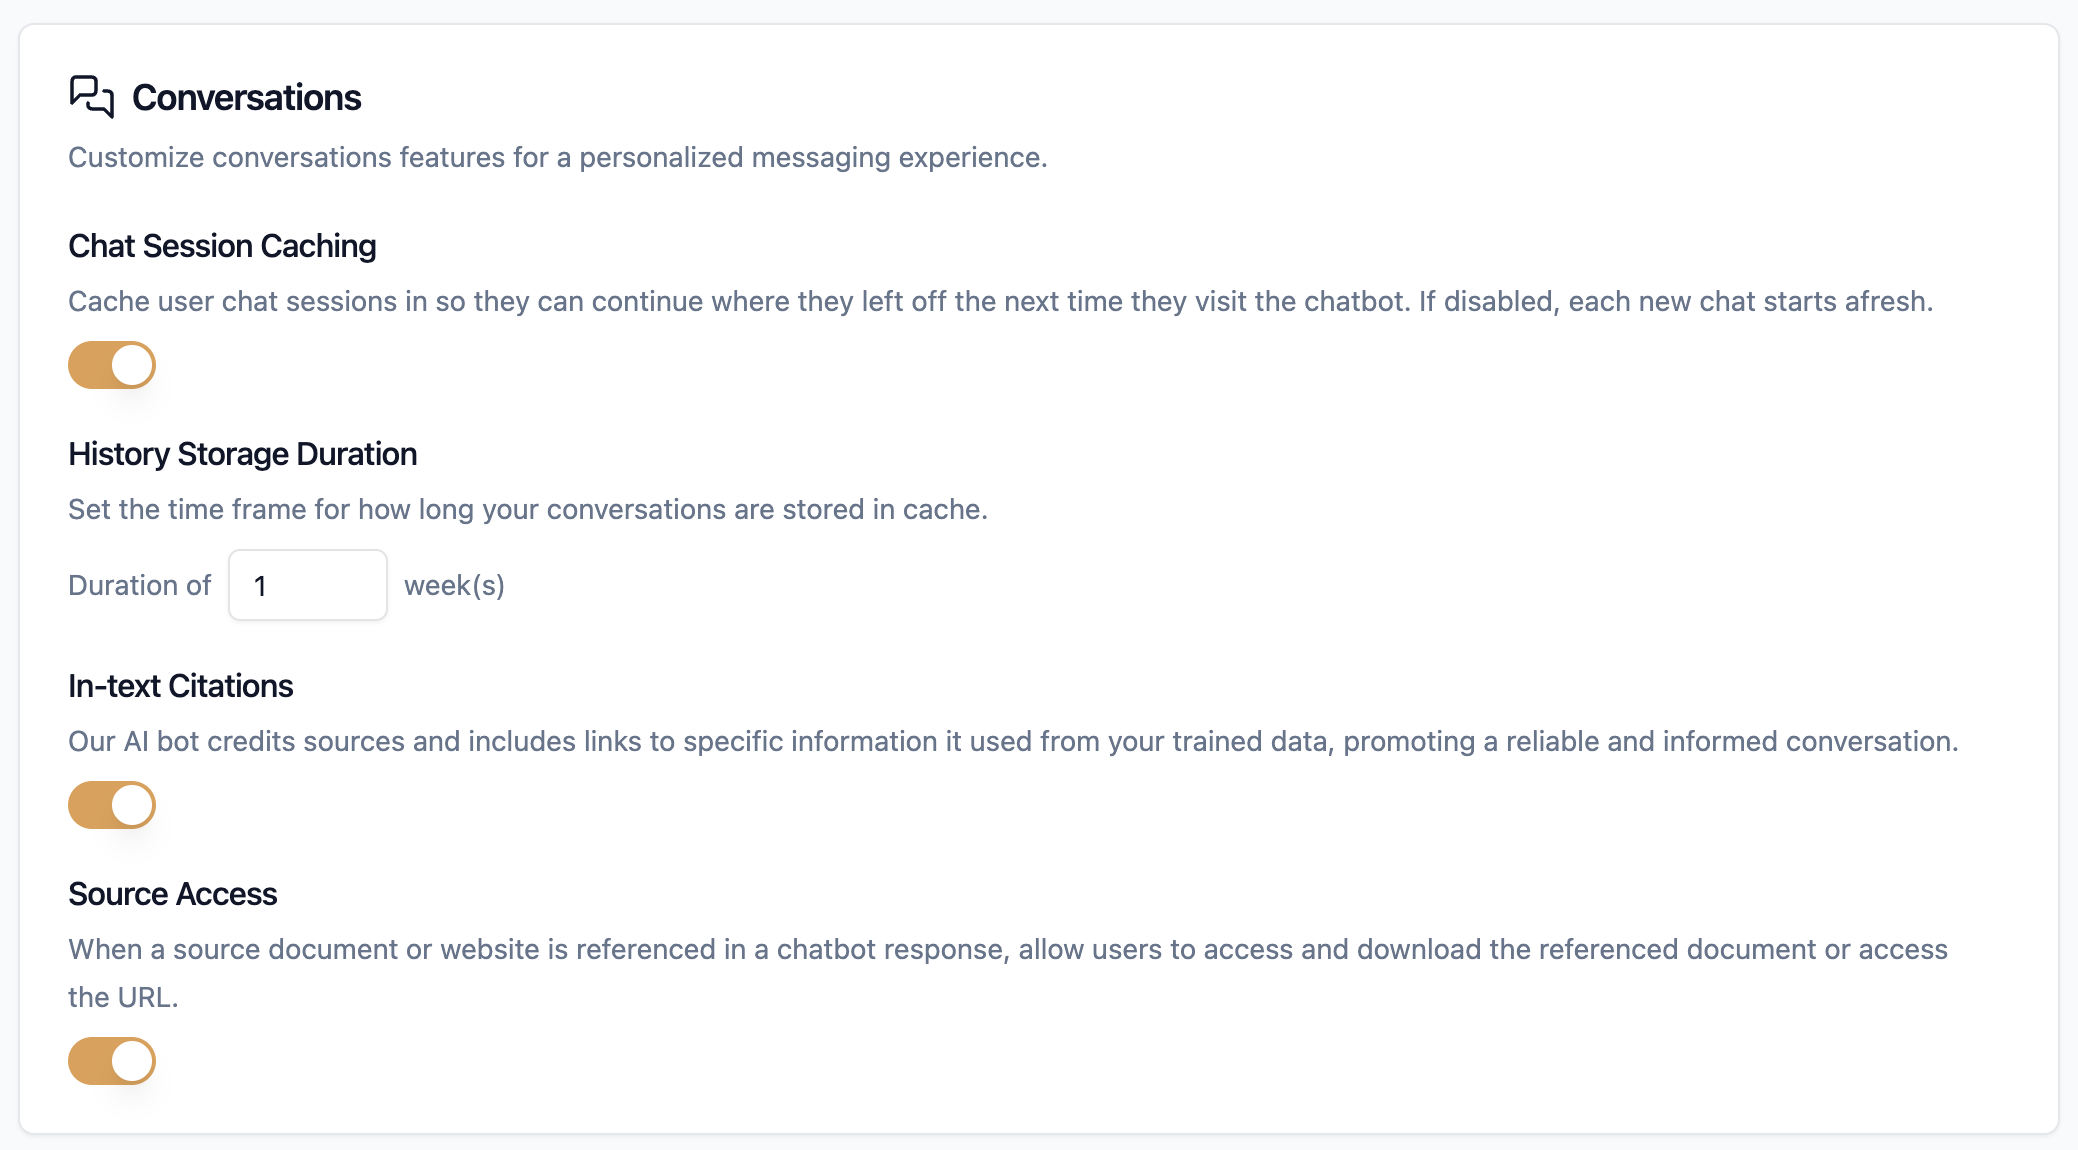 Conversations
Customize conversations features for a personalized messaging experience.
Chat Session Caching
Cache user chat sessions in so they can continue where they left off the next time they visit the chatbot. If disabled, each new chat starts afresh.
History Storage Duration
Set the time frame for how long your conversations are stored in cache.
Duration of 1 week(s)
In-text Citations
Our AI bot credits sources and includes links to specific information it used from your trained data, promoting a reliable and informed conversation.
Source Access
When a source document or website is referenced in a chatbot response, allow users to access and download the referenced document or access
the URL.